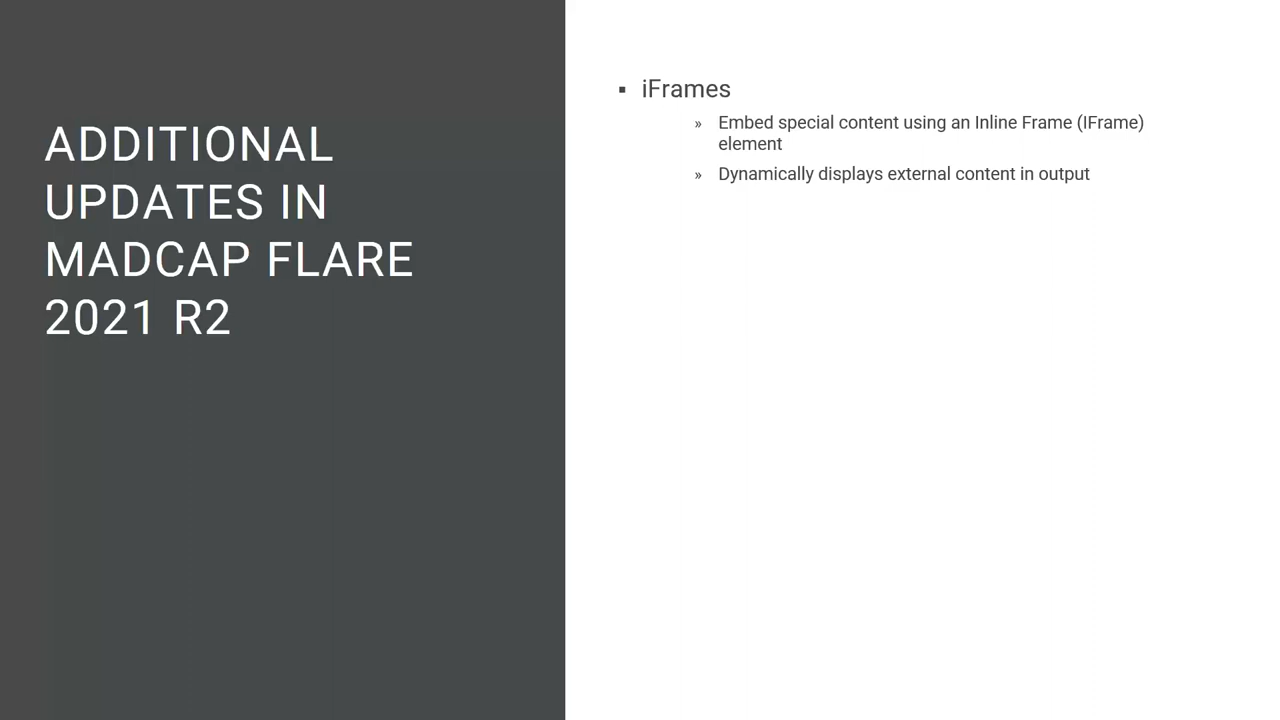 ADDITIONAL
UPDATES IN
MADCAP FLARE
2021 R2
▪ iFrames
» Embed special content using an Inline Frame (IFrame)
element
» Dynamically displays external content in output